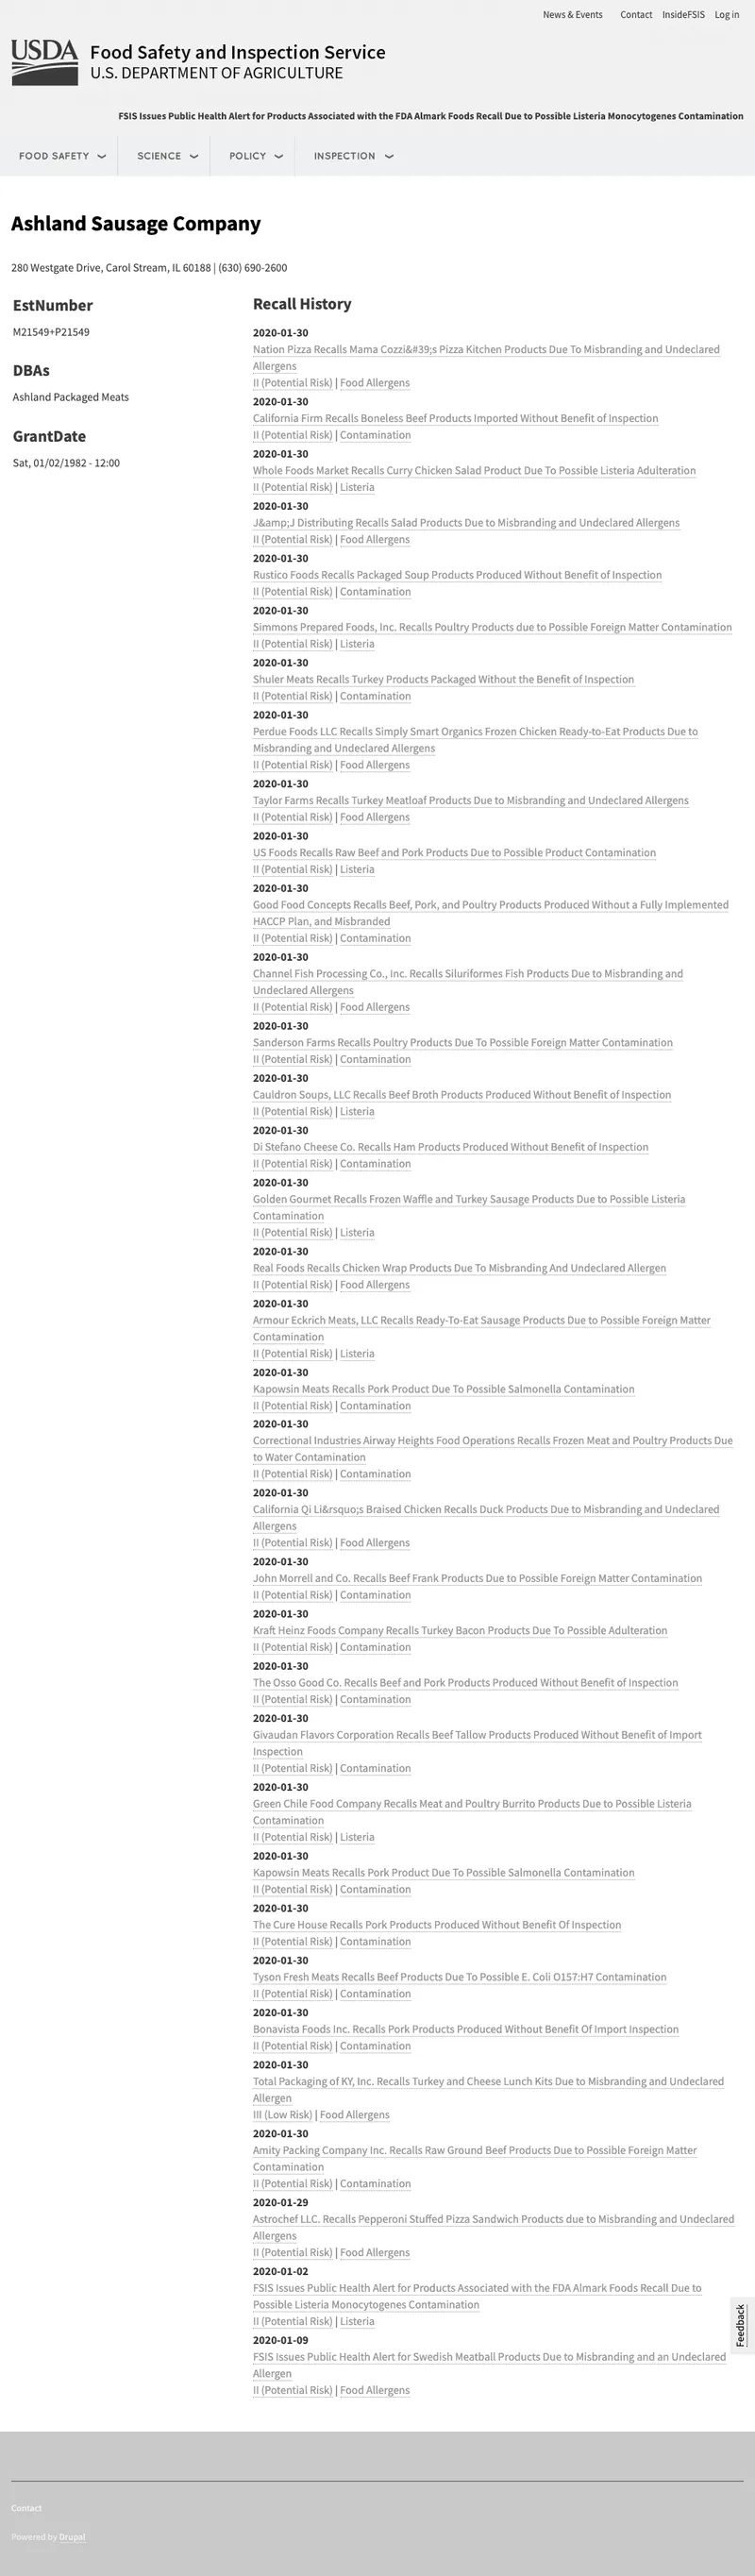 News & Events Contact InsideFSIS Log in
USDA
Food Safety and Inspection Service
U.S. DEPARTMENT OF AGRICULTURE
FSIS Issues Public Health Alert for Products Associated with the FDA Almark Foods Recall Due to Possible Listeria Monocytogenes Contamination
FOOD SAFETY SCIENCE POLICY INSPECTION
Ashland Sausage Company
280 Westgate Drive, Carol Stream, IL 60188 | (630) 690-2600
EstNumber
M21549+P21549
DBAs
Ashland Packaged Meats
GrantDate
Sat, 01/02/1982 - 12:00
Recall History
2020-01-30
Nation Pizza Recalls Mama Cozzi&#39;s Pizza Kitchen Products Due To Misbranding and Undeclared
Allergens
II (Potential Risk) | Food Allergens
2020-01-30
California Firm Recalls Boneless Beef Products Imported Without Benefit of Inspection
II (Potential Risk) | Contamination
2020-01-30
Whole Foods Market Recalls Curry Chicken Salad Product Due To Possible Listeria Adulteration
II (Potential Risk) | Listeria
2020-01-30
J&amp;J Distributing Recalls Salad Products Due to Misbranding and Undeclared Allergens
II (Potential Risk) | Food Allergens
2020-01-30
Rustico Foods Recalls Packaged Soup Products Produced Without Benefit of Inspection
II (Potential Risk) | Contamination
2020-01-30
Simmons Prepared Foods, Inc. Recalls Poultry Products due to Possible Foreign Matter Contamination
II (Potential Risk) | Listeria
2020-01-30
Shuler Meats Recalls Turkey Products Packaged Without the Benefit of Inspection
II (Potential Risk) | Contamination
2020-01-30
Perdue Foods LLC Recalls Simply Smart Organics Frozen Chicken Ready-to-Eat Products Due to
Misbranding and Undeclared Allergens
II (Potential Risk) | Food Allergens
2020-01-30
Taylor Farms Recalls Turkey Meatloaf Products Due to Misbranding and Undeclared Allergens
II (Potential Risk) | Food Allergens
2020-01-30
US Foods Recalls Raw Beef and Pork Products Due to Possible Product Contamination
II (Potential Risk) | Listeria
2020-01-30
Good Food Concepts Recalls Beef, Pork, and Poultry Products Produced Without a Fully Implemented
HACCP Plan, and Misbranded
II (Potential Risk) | Contamination
2020-01-30
Channel Fish Processing Co., Inc. Recalls Siluriformes Fish Products Due to Misbranding and
Undeclared Allergens
II (Potential Risk) | Food Allergens
2020-01-30
Sanderson Farms Recalls Poultry Products Due To Possible Foreign Matter Contamination
II (Potential Risk) | Contamination
2020-01-30
Cauldron Soups, LLC Recalls Beef Broth Products Produced Without Benefit of Inspection
II (Potential Risk) | Listeria
2020-01-30
Di Stefano Cheese Co. Recalls Ham Products Produced Without Benefit of Inspection
II (Potential Risk) | Contamination
2020-01-30
Golden Gourmet Recalls Frozen Waffle and Turkey Sausage Products Due to Possible Listeria
Contamination
II (Potential Risk) | Listeria
2020-01-30
Real Foods Recalls Chicken Wrap Products Due To Misbranding And Undeclared Allergen
II (Potential Risk) | Food Allergens
2020-01-30
Armour Eckrich Meats, LLC Recalls Ready-To-Eat Sausage Products Due to Possible Foreign Matter
Contamination
II (Potential Risk) | Listeria
2020-01-30
Kapowsin Meats Recalls Pork Product Due To Possible Salmonella Contamination
II (Potential Risk) | Contamination
2020-01-30
Correctional Industries Airway Heights Food Operations Recalls Frozen Meat and Poultry Products Due
to Water Contamination
II (Potential Risk) | Contamination
2020-01-30
California Qi Li&rsquo;s Braised Chicken Recalls Duck Products Due to Misbranding and Undeclared
Allergens
II (Potential Risk) | Food Allergens
2020-01-30
John Morrell and Co. Recalls Beef Frank Products Due to Possible Foreign Matter Contamination
II (Potential Risk) | Contamination
2020-01-30
Kraft Heinz Foods Company Recalls Turkey Bacon Products Due To Possible Adulteration
II (Potential Risk) | Contamination
2020-01-30
The Osso Good Co. Recalls Beef and Pork Products Produced Without Benefit of Inspection
II (Potential Risk) | Contamination
2020-01-30
Givaudan Flavors Corporation Recalls Beef Tallow Products Produced Without Benefit of Import
Inspection
II (Potential Risk) | Contamination
2020-01-30
Green Chile Food Company Recalls Meat and Poultry Burrito Products Due to Possible Listeria
Contamination
II (Potential Risk) | Listeria
2020-01-30
Kapowsin Meats Recalls Pork Product Due To Possible Salmonella Contamination
II (Potential Risk) | Contamination
2020-01-30
The Cure House Recalls Pork Products Produced Without Benefit Of Inspection
II (Potential Risk) | Contamination
2020-01-30
Tyson Fresh Meats Recalls Beef Products Due To Possible E. Coli O157:H7 Contamination
II (Potential Risk) | Contamination
2020-01-30
Bonavista Foods Inc. Recalls Pork Products Produced Without Benefit Of Import Inspection
II (Potential Risk) | Contamination
2020-01-30
Total Packaging of KY, Inc. Recalls Turkey and Cheese Lunch Kits Due to Misbranding and Undeclared
Allergen
III (Low Risk) | Food Allergens
2020-01-30
Amity Packing Company Inc. Recalls Raw Ground Beef Products Due to Possible Foreign Matter
Contamination
II (Potential Risk) | Contamination
2020-01-29
Astrochef LLC. Recalls Pepperoni Stuffed Pizza Sandwich Products due to Misbranding and Undeclared
Allergens
II (Potential Risk) | Food Allergens
2020-01-02
FSIS Issues Public Health Alert for Products Associated with the FDA Almark Foods Recall Due to
Possible Listeria Monocytogenes Contamination
II (Potential Risk) | Listeria
2020-01-09
FSIS Issues Public Health Alert for Swedish Meatball Products Due to Misbranding and an Undeclared
Allergen
II (Potential Risk) | Food Allergens
Feedback
Contact
Powered by Drupal